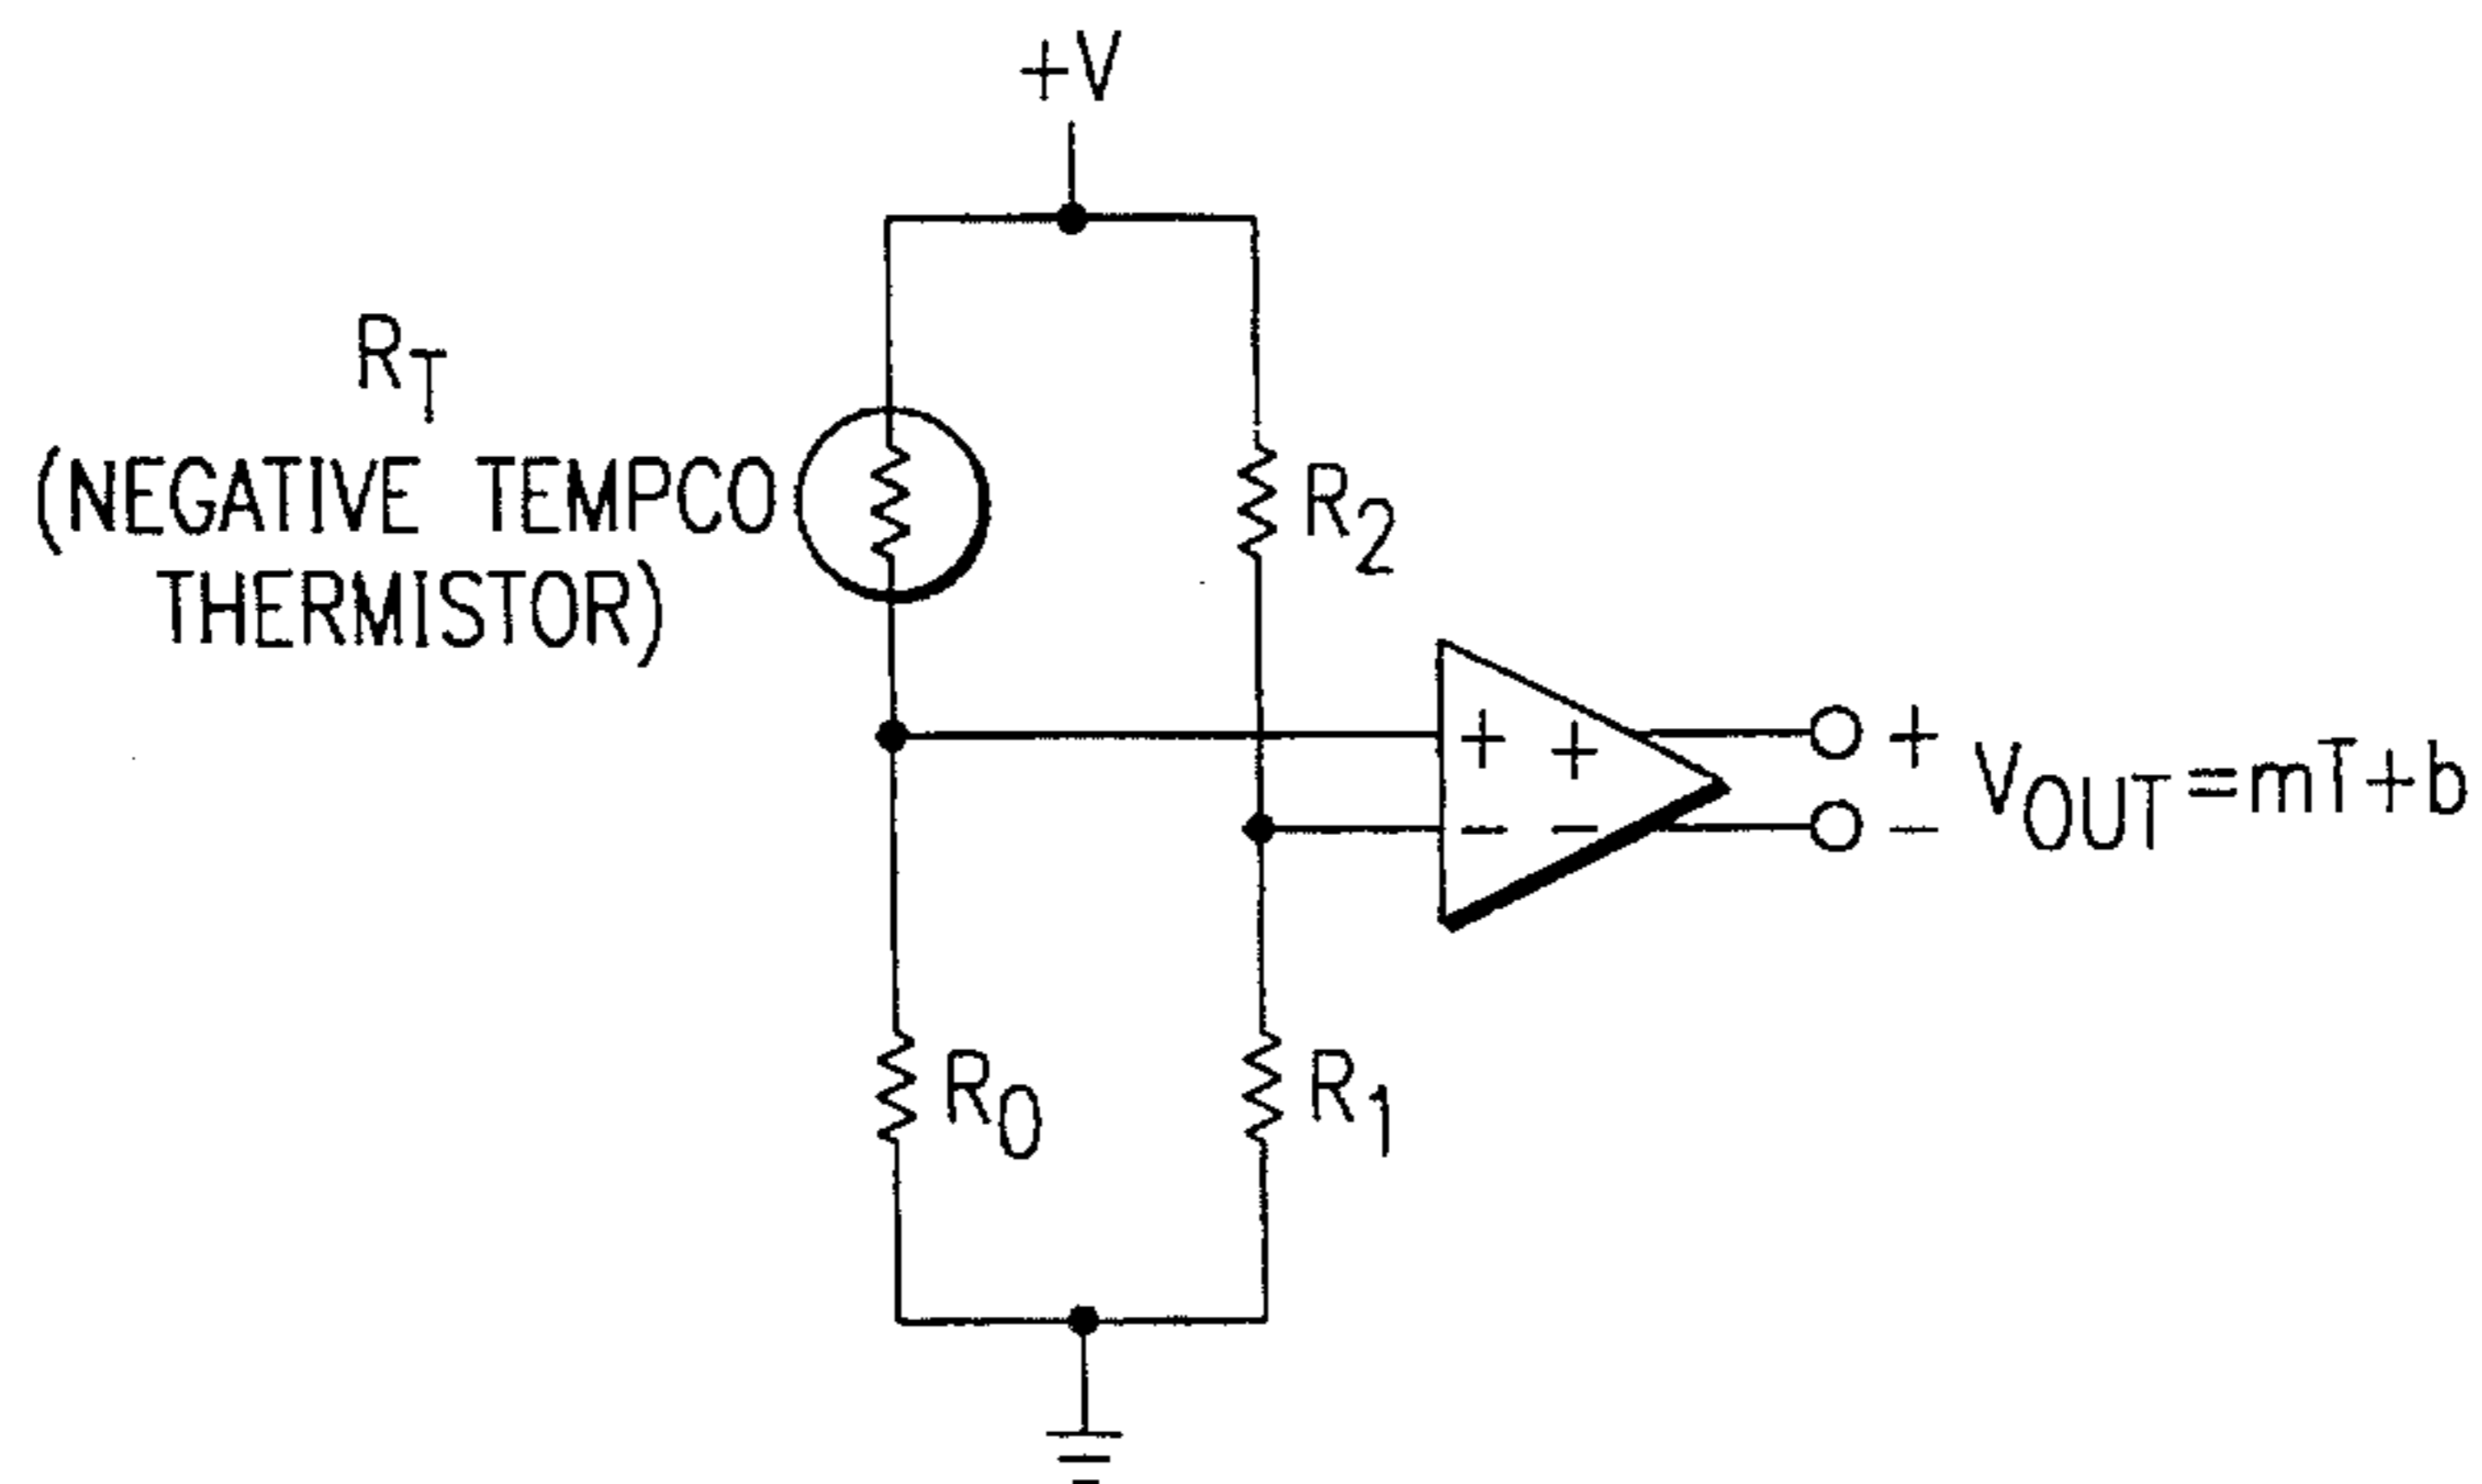 +V
R_T
(NEGATIVE TEMPCO
THERMISTOR)
R_2
+ +
- -
+
-
V_OUT=mT+b
R_0
R_1